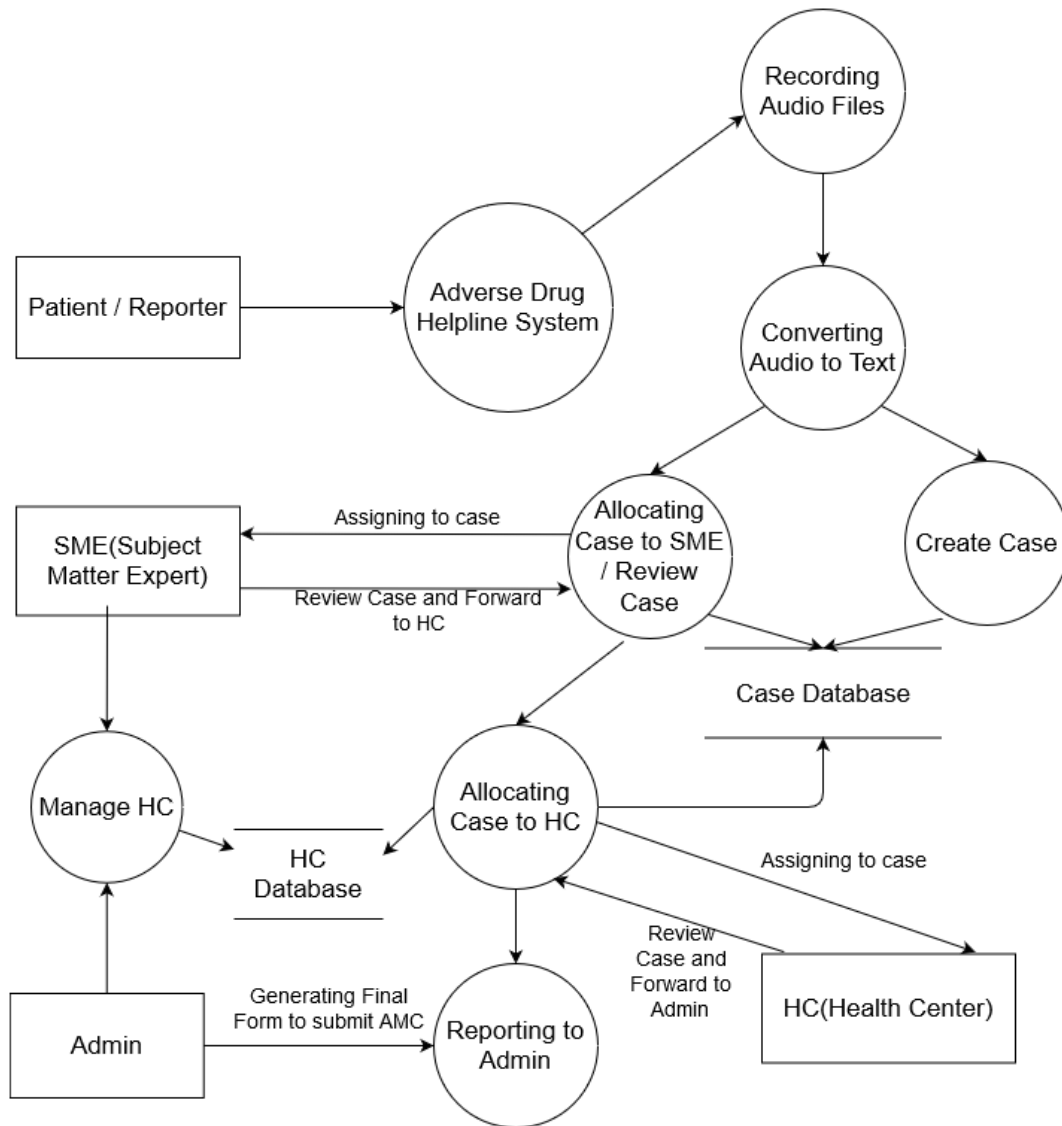 Recording
Audio Files
Patient / Reporter
Adverse Drug
Helpline System
Converting
Audio to Text
SME(Subject
Matter Expert)
Assigning to case
Review Case and Forward
to HC
Allocating
Case to SME
/ Review
Case
Create Case
Case Database
Manage HC
HC
Database
Allocating
Case to HC
Assigning to case
Review
Case and
Forward to
Admin
HC(Health Center)
Admin
Generating Final
Form to submit AMC
Reporting to
Admin